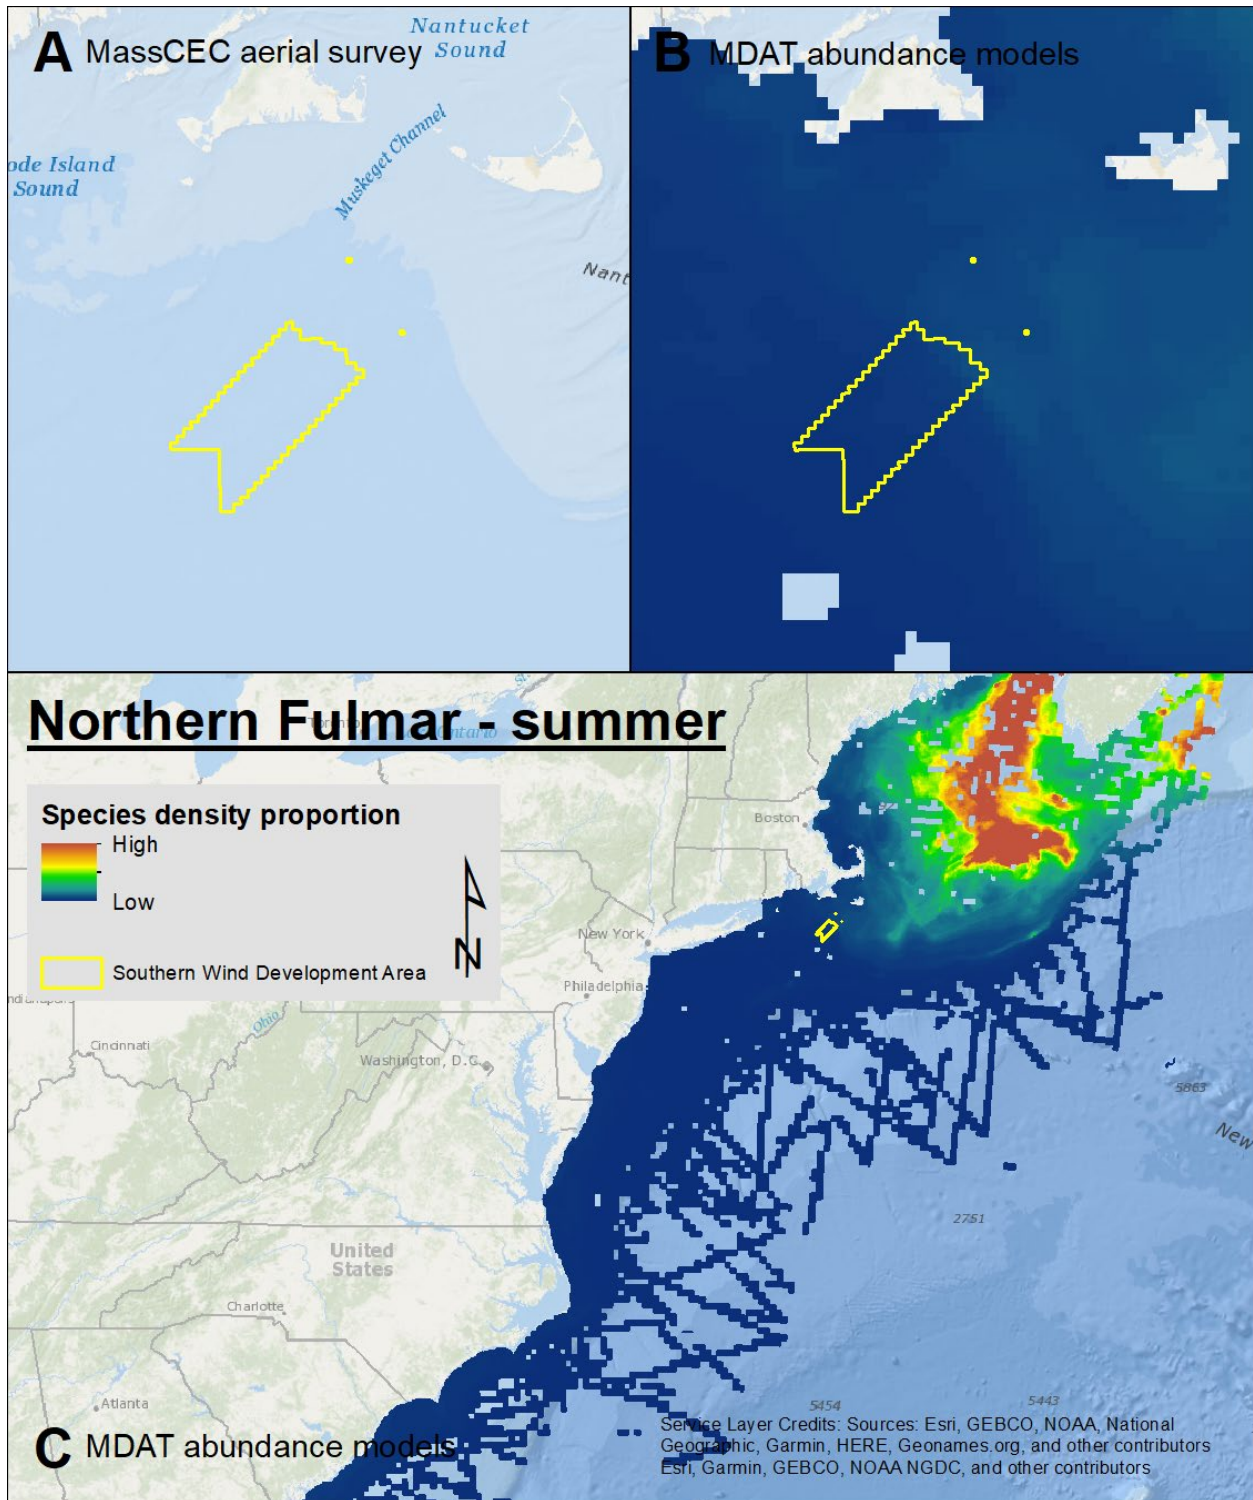 A MassCEC aerial survey
Nantucket
Sound
Muskeget Channel
ode Island
Sound
Nant
B MDAT abundance models
Northern Fulmar - summer
Ontario
Species density proportion
High
Low
N
Southern Wind Development Area
Boston
New York
Philadelphia
Ohio
Cincinnati
Washington, D.C.
5863
New
2751
United
States
Charlotte
Atlanta
5454
5443
C MDAT abundance models
Service Layer Credits: Sources: Esri, GEBCO, NOAA, National
Geographic, Garmin, HERE, Geonames.org, and other contributors
Esri, Garmin, GEBCO, NOAA NGDC, and other contributors